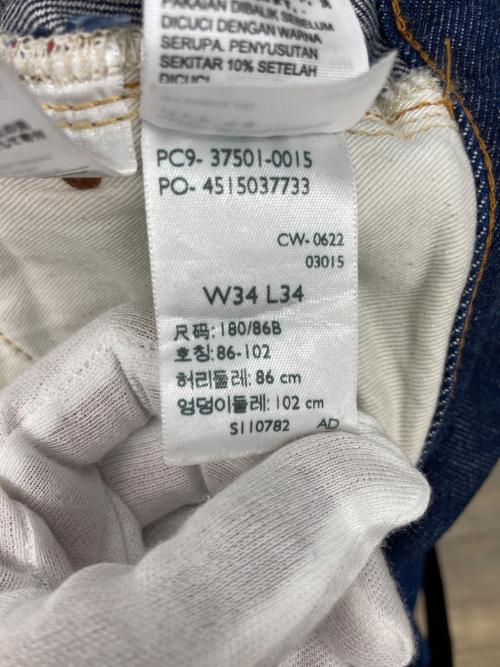 PAKAIAN DIBALIK SEBELUM
DICUCI DENGAN WARNA
SERUPA. PENYUSUTAN
SEKITAR 10% SETELAH
DICUCI
PC9- 37501-0015
PO- 4515037733
CW- 0622
03015
W34 L34
尺码: 180/86B
호칭: 86-102
허리둘레: 86 cm
엉덩이둘레: 102 cm
S110782 AD